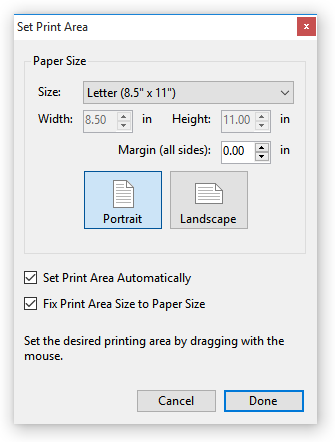 Set Print Area
Paper Size
Size: Letter (8.5" x 11")
Width: 8.50 in Height: 11.00 in
Margin (all sides): 0.00 in
Portrait Landscape
Set Print Area Automatically
Fix Print Area Size to Paper Size
Set the desired printing area by dragging with the
mouse.
Cancel Done